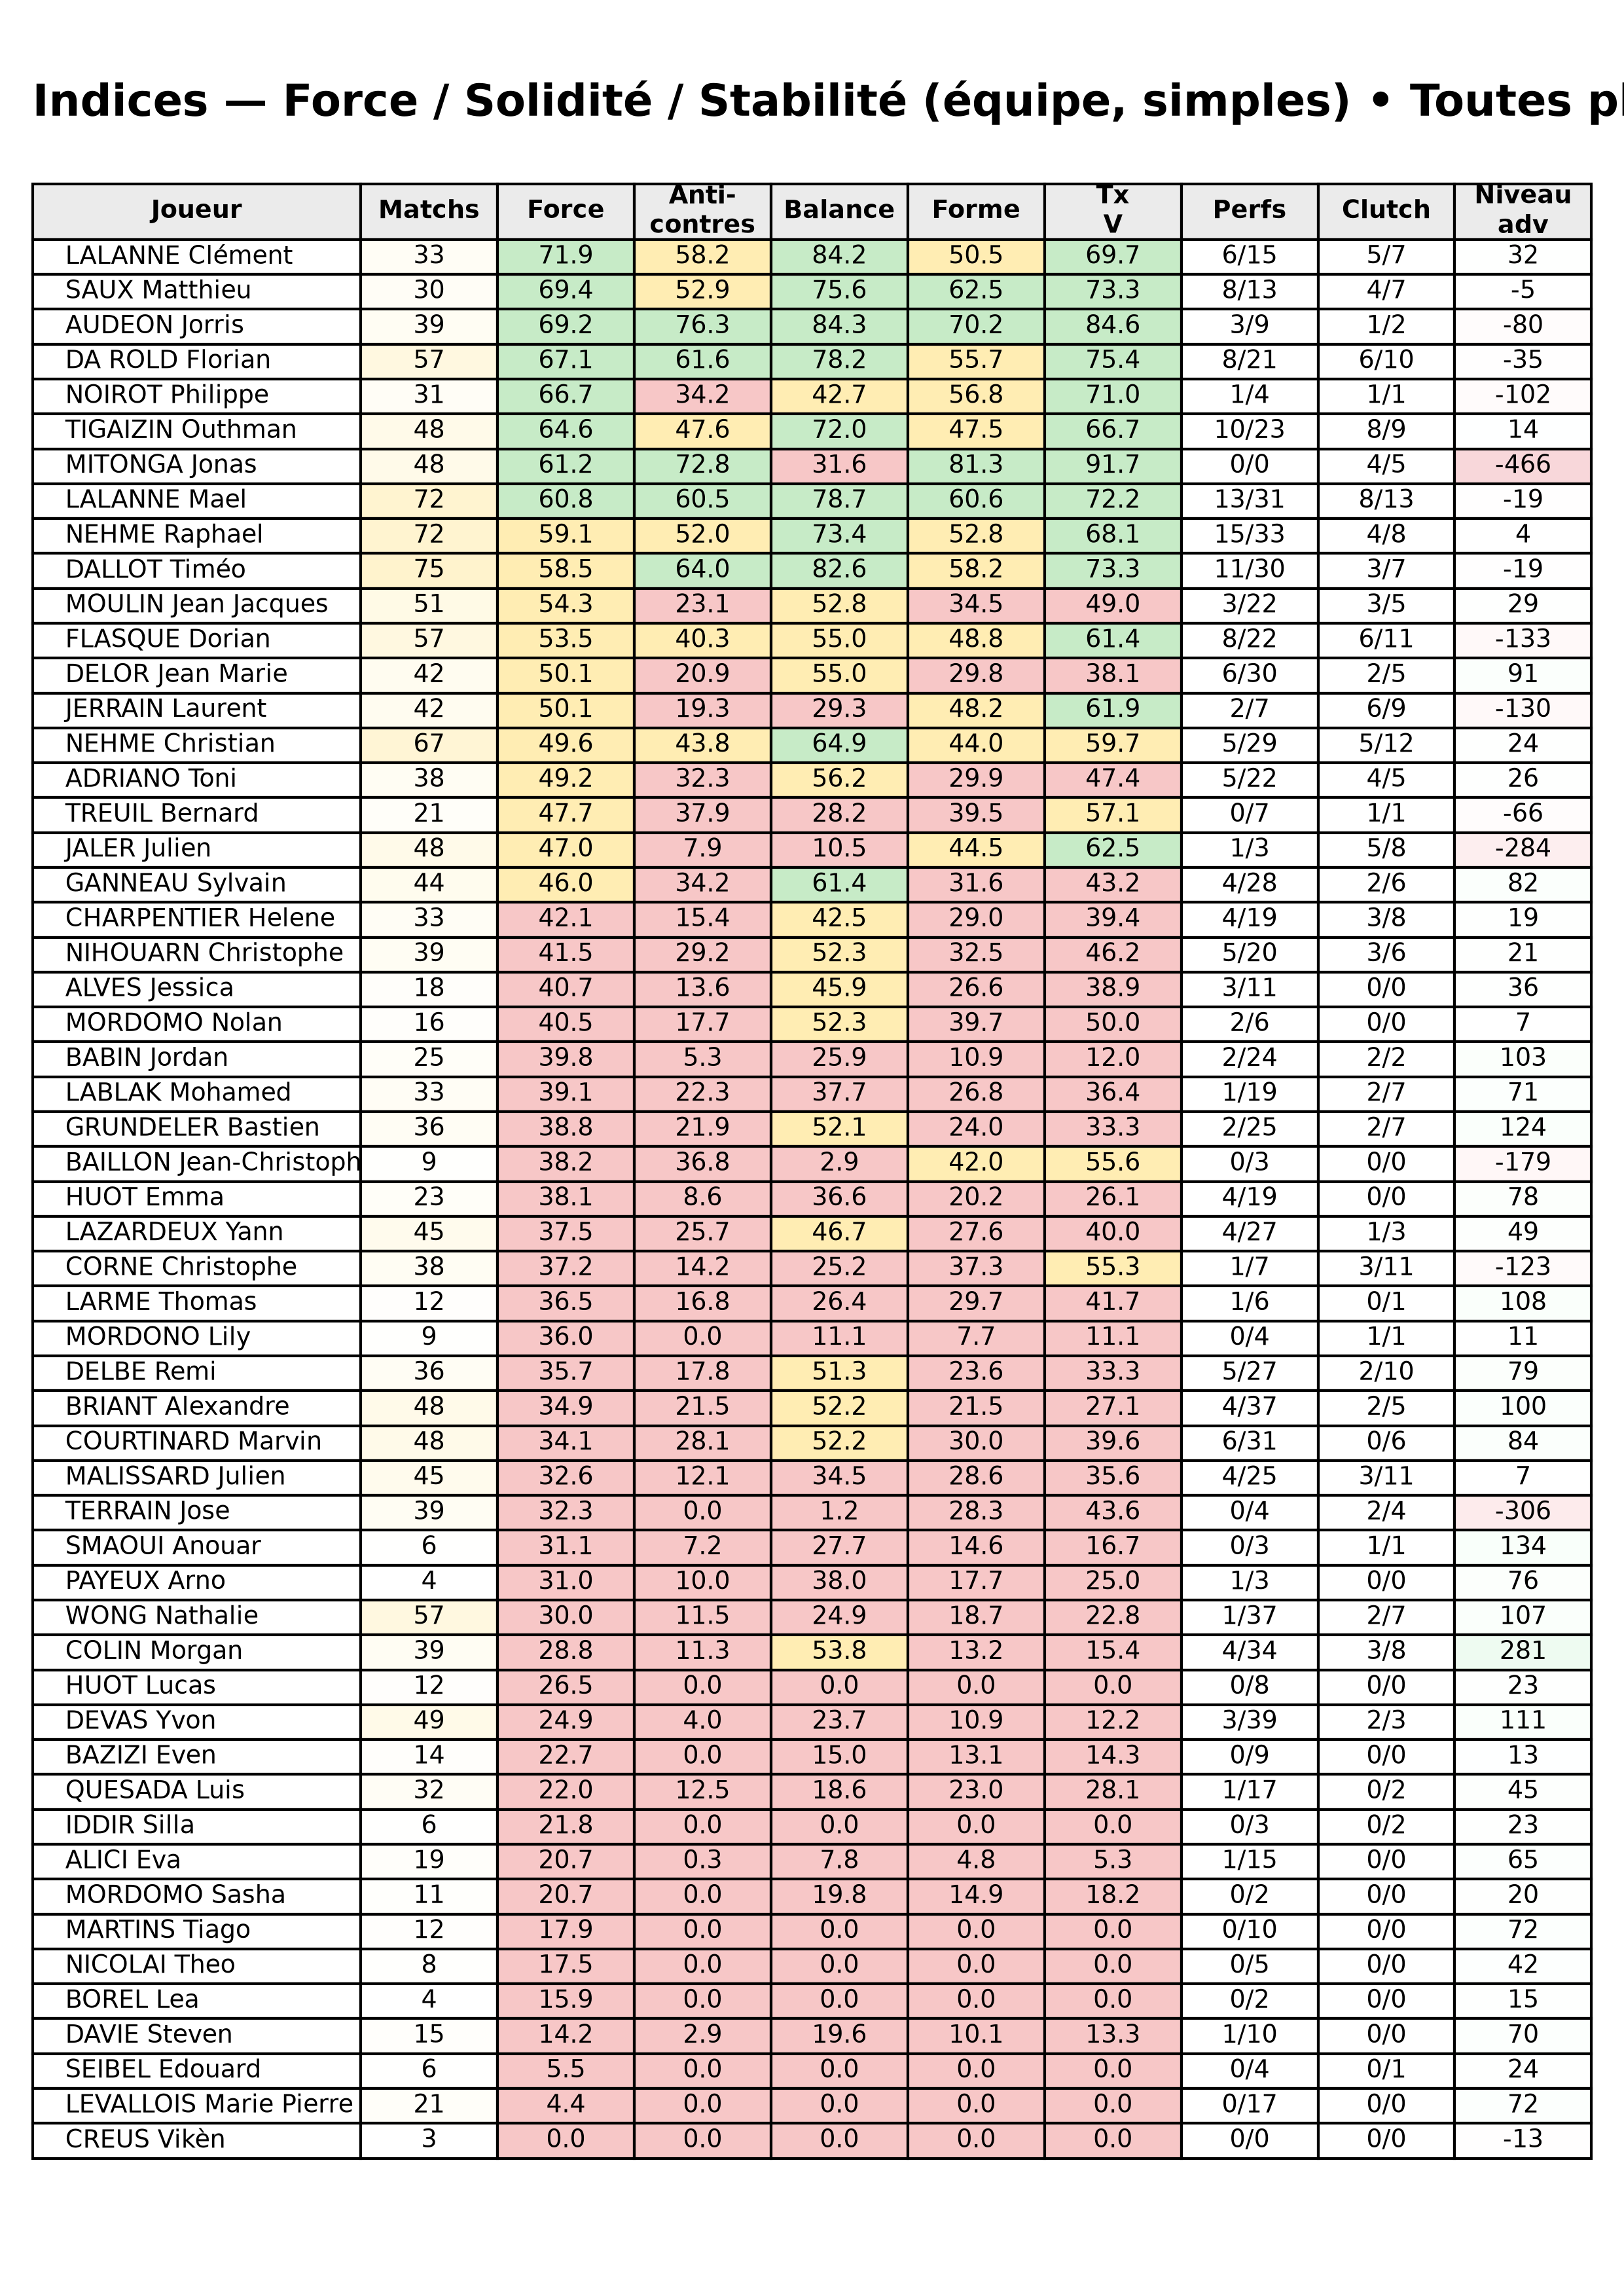 Indices — Force / Solidité / Stabilité (équipe, simples) • Toutes
Joueur Matchs Force Anti-contres Balance Forme Tx V Perfs Clutch Niveau adv
LALANNE Clément 33 71.9 58.2 84.2 50.5 69.7 6/15 5/7 32
SAUX Matthieu 30 69.4 52.9 75.6 62.5 73.3 8/13 4/7 -5
AUDEON Jorris 39 69.2 76.3 84.3 70.2 84.6 3/9 1/2 -80
DA ROLD Florian 57 67.1 61.6 78.2 55.7 75.4 8/21 6/10 -35
NOIROT Philippe 31 66.7 34.2 42.7 56.8 71.0 1/4 1/1 -102
TIGAIZIN Outhman 48 64.6 47.6 72.0 47.5 66.7 10/23 8/9 14
MITONGA Jonas 48 61.2 72.8 31.6 81.3 91.7 0/0 4/5 -466
LALANNE Mael 72 60.8 60.5 78.7 60.6 72.2 13/31 8/13 -19
NEHME Raphael 72 59.1 52.0 73.4 52.8 68.1 15/33 4/8 4
DALLOT Timéo 75 58.5 64.0 82.6 58.2 73.3 11/30 3/7 -19
MOULIN Jean Jacques 51 54.3 23.1 52.8 34.5 49.0 3/22 3/5 29
FLASQUE Dorian 57 53.5 40.3 55.0 48.8 61.4 8/22 6/11 -133
DELOR Jean Marie 42 50.1 20.9 55.0 29.8 38.1 6/30 2/5 91
JERRAIN Laurent 42 50.1 19.3 29.3 48.2 61.9 2/7 6/9 -130
NEHME Christian 67 49.6 43.8 64.9 44.0 59.7 5/29 5/12 24
ADRIANO Toni 38 49.2 32.3 56.2 29.9 47.4 5/22 4/5 26
TREUIL Bernard 21 47.7 37.9 28.2 39.5 57.1 0/7 1/1 -66
JALER Julien 48 47.0 7.9 10.5 44.5 62.5 1/3 5/8 -284
GANNEAU Sylvain 44 46.0 34.2 61.4 31.6 43.2 4/28 2/6 82
CHARPENTIER Helene 33 42.1 15.4 42.5 29.0 39.4 4/19 3/8 19
NIHOUARN Christophe 39 41.5 29.2 52.3 32.5 46.2 5/20 3/6 21
ALVES Jessica 18 40.7 13.6 45.9 26.6 38.9 3/11 0/0 36
MORDOMO Nolan 16 40.5 17.7 52.3 39.7 50.0 2/6 0/0 7
BABIN Jordan 25 39.8 5.3 25.9 10.9 12.0 2/24 2/2 103
LABLAK Mohamed 33 39.1 22.3 37.7 26.8 36.4 1/19 2/7 71
GRUNDELER Bastien 36 38.8 21.9 52.1 24.0 33.3 2/25 2/7 124
BAILLON Jean-Christoph 9 38.2 36.8 2.9 42.0 55.6 0/3 0/0 -179
HUOT Emma 23 38.1 8.6 36.6 20.2 26.1 4/19 0/0 78
LAZARDEUX Yann 45 37.5 25.7 46.7 27.6 40.0 4/27 1/3 49
CORNE Christophe 38 37.2 14.2 25.2 37.3 55.3 1/7 3/11 -123
LARME Thomas 12 36.5 16.8 26.4 29.7 41.7 1/6 0/1 108
MORDONO Lily 9 36.0 0.0 11.1 7.7 11.1 0/4 1/1 11
DELBE Remi 36 35.7 17.8 51.3 23.6 33.3 5/27 2/10 79
BRIANT Alexandre 48 34.9 21.5 52.2 21.5 27.1 4/37 2/5 100
COURTINARD Marvin 48 34.1 28.1 52.2 30.0 39.6 6/31 0/6 84
MALISSARD Julien 45 32.6 12.1 34.5 28.6 35.6 4/25 3/11 7
TERRAIN Jose 39 32.3 0.0 1.2 28.3 43.6 0/4 2/4 -306
SMAOUI Anouar 6 31.1 7.2 27.7 14.6 16.7 0/3 1/1 134
PAYEUX Arno 4 31.0 10.0 38.0 17.7 25.0 1/3 0/0 76
WONG Nathalie 57 30.0 11.5 24.9 18.7 22.8 1/37 2/7 107
COLIN Morgan 39 28.8 11.3 53.8 13.2 15.4 4/34 3/8 281
HUOT Lucas 12 26.5 0.0 0.0 0.0 0.0 0/8 0/0 23
DEVAS Yvon 49 24.9 4.0 23.7 10.9 12.2 3/39 2/3 111
BAZIZI Even 14 22.7 0.0 15.0 13.1 14.3 0/9 0/0 13
QUESADA Luis 32 22.0 12.5 18.6 23.0 28.1 1/17 0/2 45
IDDIR Silla 6 21.8 0.0 0.0 0.0 0.0 0/3 0/2 23
ALICI Eva 19 20.7 0.3 7.8 4.8 5.3 1/15 0/0 65
MORDOMO Sasha 11 20.7 0.0 19.8 14.9 18.2 0/2 0/0 20
MARTINS Tiago 12 17.9 0.0 0.0 0.0 0.0 0/10 0/0 72
NICOLAI Theo 8 17.5 0.0 0.0 0.0 0.0 0/5 0/0 42
BOREL Lea 4 15.9 0.0 0.0 0.0 0.0 0/2 0/0 15
DAVIE Steven 15 14.2 2.9 19.6 10.1 13.3 1/10 0/0 70
SEIBEL Edouard 6 5.5 0.0 0.0 0.0 0.0 0/4 0/1 24
LEVALLOIS Marie Pierre 21 4.4 0.0 0.0 0.0 0.0 0/17 0/0 72
CREUS Vikèn 3 0.0 0.0 0.0 0.0 0.0 0/0 0/0 -13